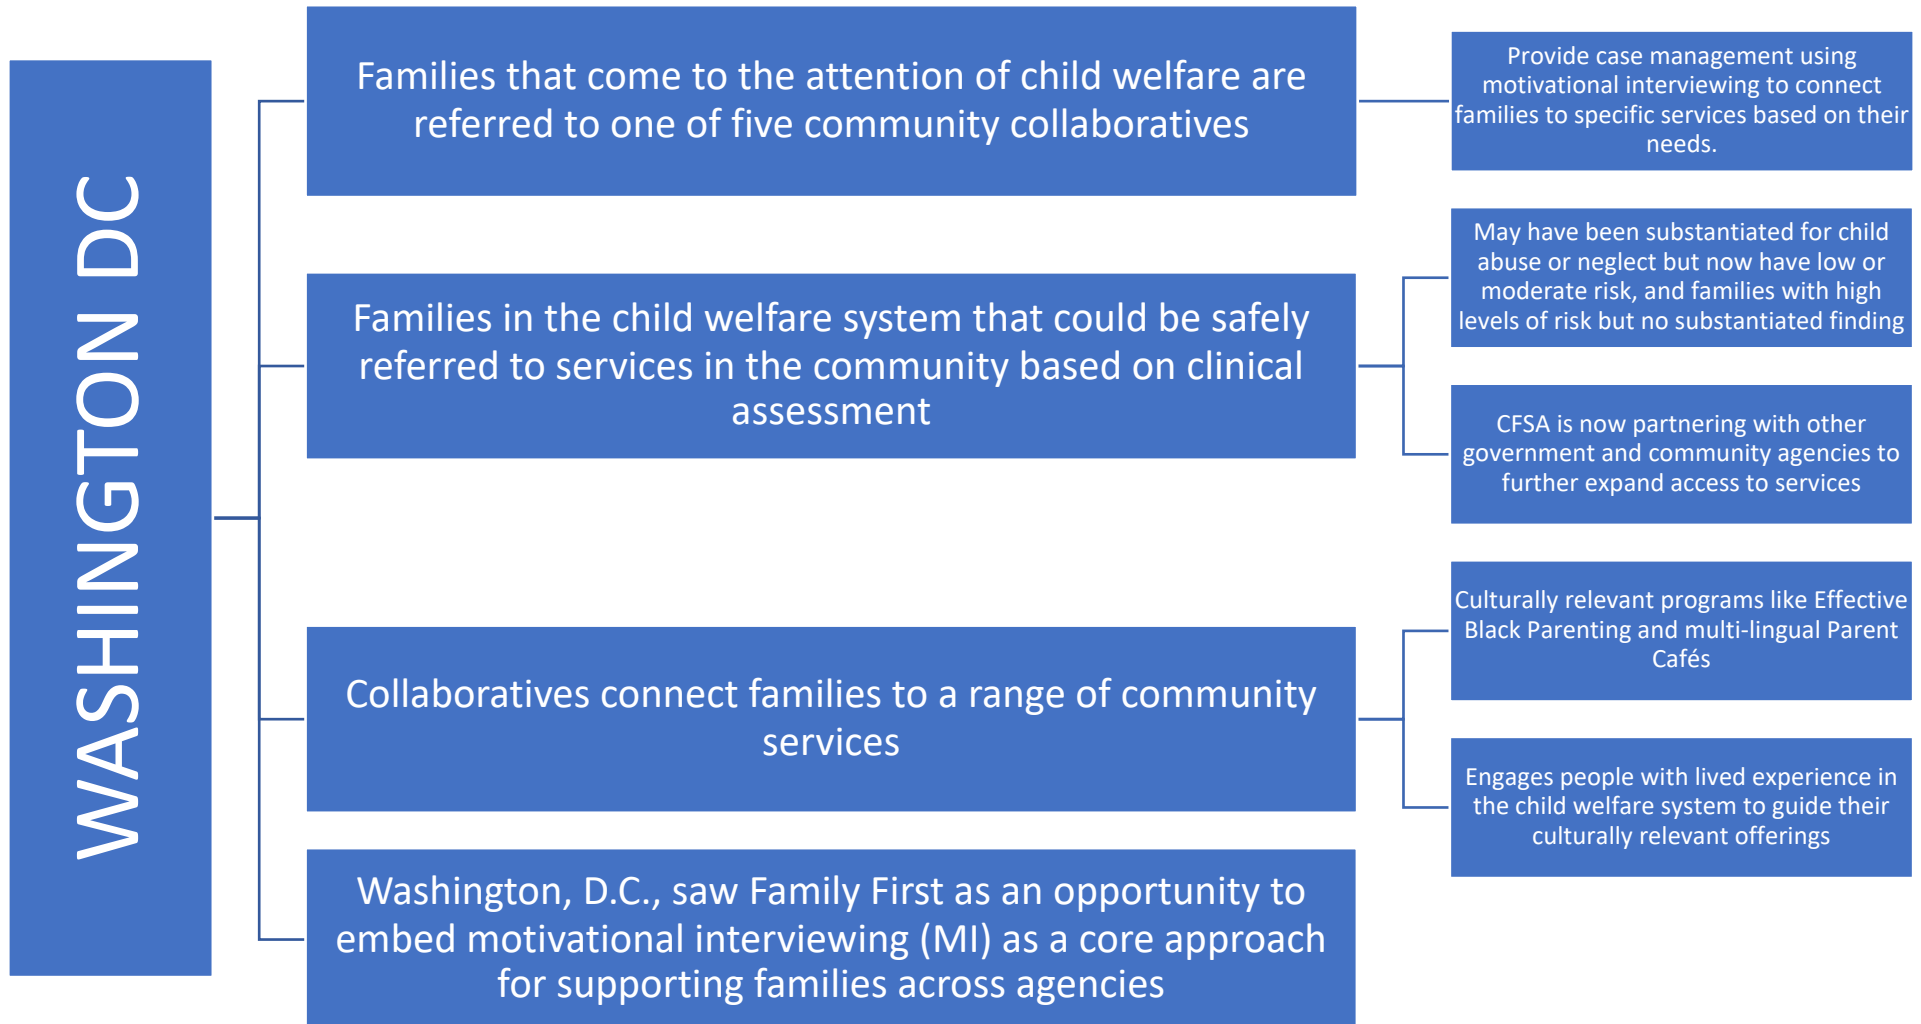 WASHINGTON DC
Families that come to the attention of child welfare are
referred to one of five community collaboratives
Provide case management using
motivational interviewing to connect
families to specific services based on their
needs.
Families in the child welfare system that could be safely
referred to services in the community based on clinical
assessment
May have been substantiated for child
abuse or neglect but now have low or
moderate risk, and families with high
levels of risk but no substantiated finding
CFSA is now partnering with other
government and community agencies to
further expand access to services
Collaboratives connect families to a range of community
services
Culturally relevant programs like Effective
Black Parenting and multi-lingual Parent
Cafés
Engages people with lived experience in
the child welfare system to guide their
culturally relevant offerings
Washington, D.C., saw Family First as an opportunity to
embed motivational interviewing (MI) as a core approach
for supporting families across agencies